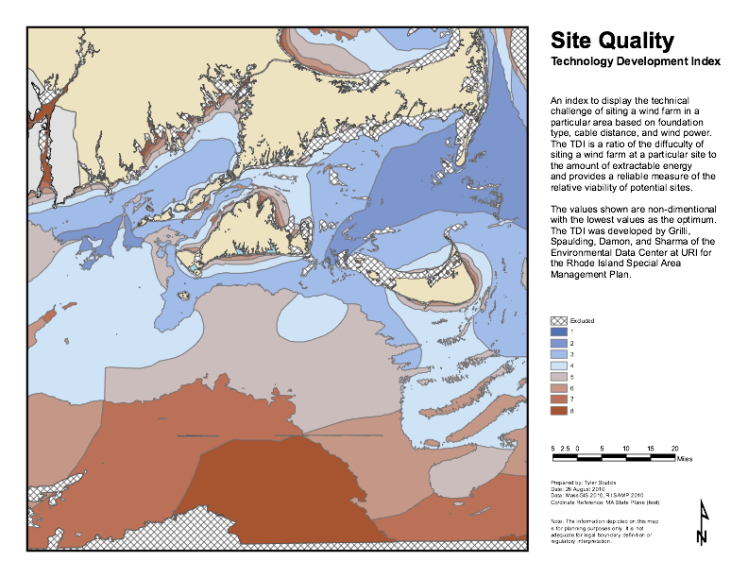 Site Quality
Technology Development Index
An index to display the technical
challenge of siting a wind farm in a
particular area based on foundation
type, cable distance, and wind power.
The TDI is a ratio of the diffuculty of
siting a wind farm at a particular site to
the amount of extractable energy
and provides a reliable measure of the
relative viability of potential sites.
The values shown are non-dimentional
with the lowest values as the optimum.
The TDI was developed by Grilli,
Spaulding, Damon, and Sharma of the
Environmental Data Center at URI for
the Rhode Island Special Area
Management Plan.
Excluded
1
2
3
4
5
6
7
8
5 2.5 0 5 10 15 20
Miles
Prepared by: Tyler Studds
Date: 26 August 2010
Data: MassGIS 2010, RI SAMP 2010
Cordinate Reference: MA State Plane (feet)
Note: The information depicted on this map
is for planning purposes only. It is not
adequate for legal boundary definition or
regulatory interpretation.
N